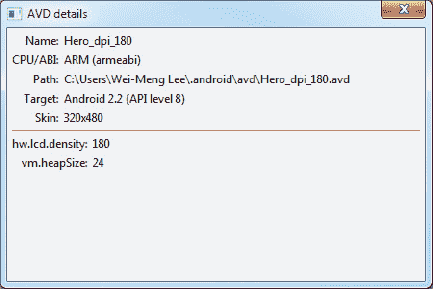 AVD details
Name: Hero_dpi_180
CPU/ABI: ARM (armeabi)
Path: C:\Users\Wei-Meng Lee\.android\avd\Hero_dpi_180.avd
Target: Android 2.2 (API level 8)
Skin: 320x480
hw.lcd.density: 180
vm.heapSize: 24